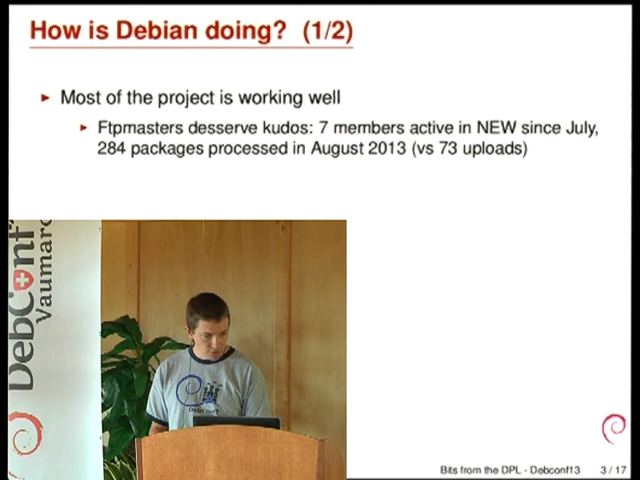 How is Debian doing? (1/2)
Most of the project is working well
Ftpmasters desserve kudos: 7 members active in NEW since July,
284 packages processed in August 2013 (vs 73 uploads)
DebConf
Vaumarc
DebConf7
Bits from the DPL - Debconf13
3 / 17